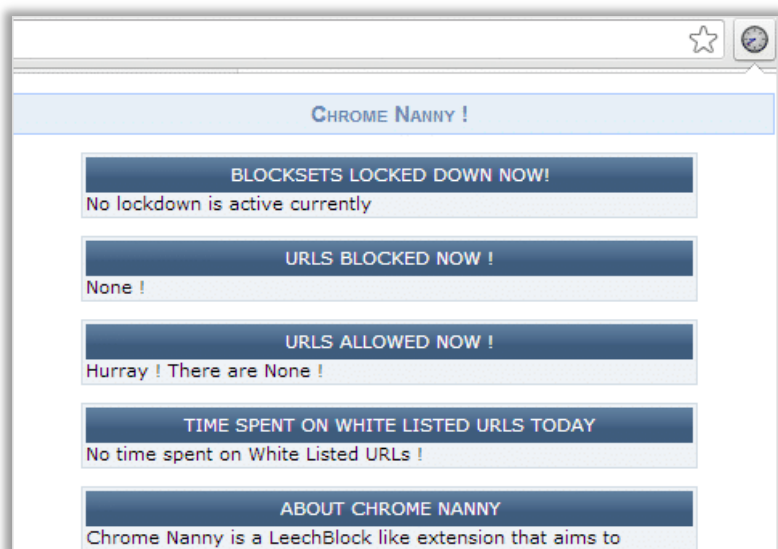 Chrome Nanny !
BLOCKSETS LOCKED DOWN NOW!
No lockdown is active currently
URLS BLOCKED NOW !
None !
URLS ALLOWED NOW !
Hurray ! There are None !
TIME SPENT ON WHITE LISTED URLS TODAY
No time spent on White Listed URLs !
ABOUT CHROME NANNY
Chrome Nanny is a LeechBlock like extension that aims to